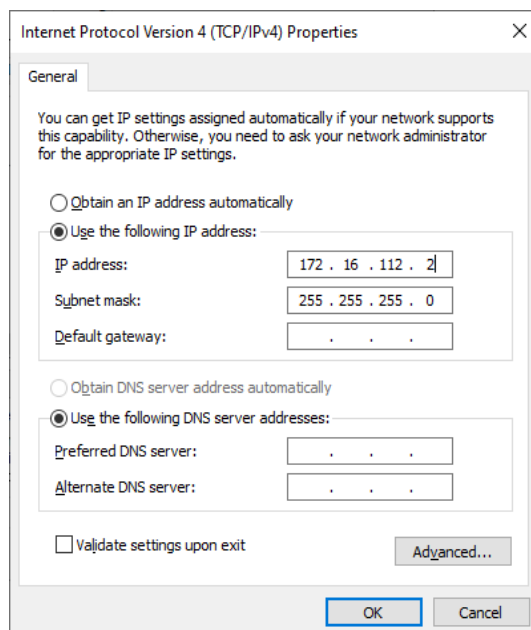 Internet Protocol Version 4 (TCP/IPv4) Properties
General
You can get IP settings assigned automatically if your network supports
this capability. Otherwise, you need to ask your network administrator
for the appropriate IP settings.
Obtain an IP address automatically
Use the following IP address:
IP address: 172 . 16 . 112 . 2
Subnet mask: 255 . 255 . 255 . 0
Default gateway: . . .
Obtain DNS server address automatically
Use the following DNS server addresses:
Preferred DNS server: . . .
Alternate DNS server: . . .
Validate settings upon exit
Advanced...
OK Cancel